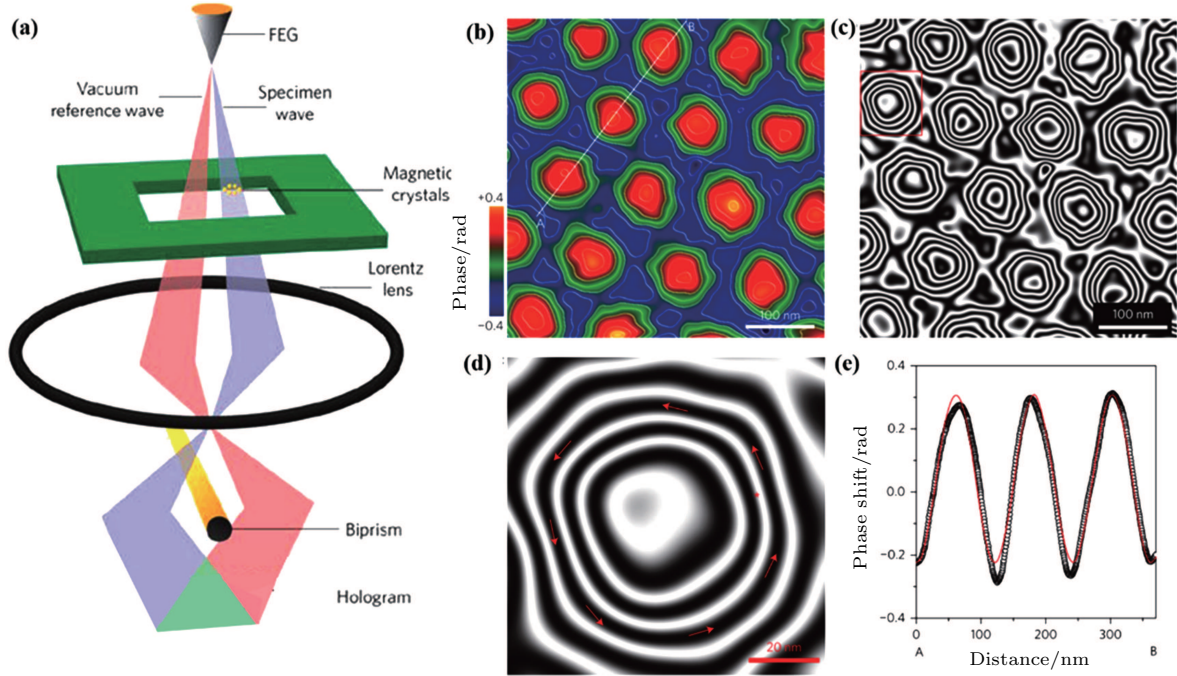 (a)
FEG
Vacuum
reference wave
Specimen
wave
Magnetic
crystals
Lorentz
lens
Biprism
Hologram
(b)
B
A
+0.4
Phase/rad
−0.4
100 nm
(c)
100 nm
(d)
20 nm
(e)
0.4
0.2
0.0
−0.2
−0.4
Phase shift/rad
0
100
200
300
A
B
Distance/nm